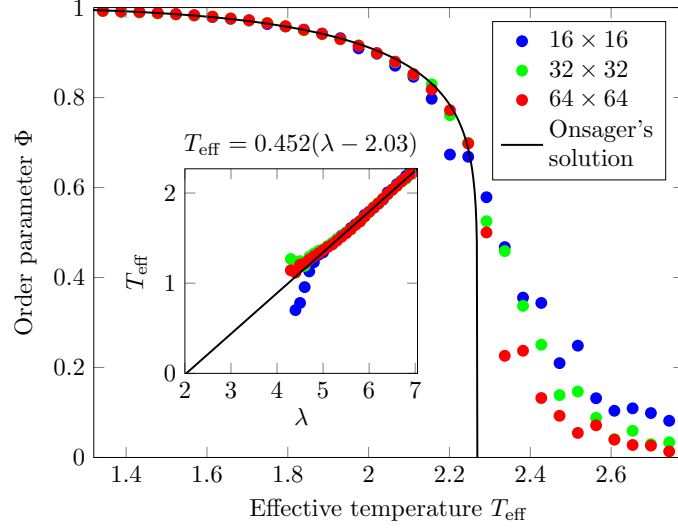 1
0.8
0.6
0.4
0.2
0
Order parameter Φ
1.4
1.6
1.8
2
2.2
2.4
2.6
Effective temperature T_eff
16 × 16
32 × 32
64 × 64
Onsager's
solution
T_eff = 0.452(λ − 2.03)
2
1
0
T_eff
2
3
4
5
6
7
λ